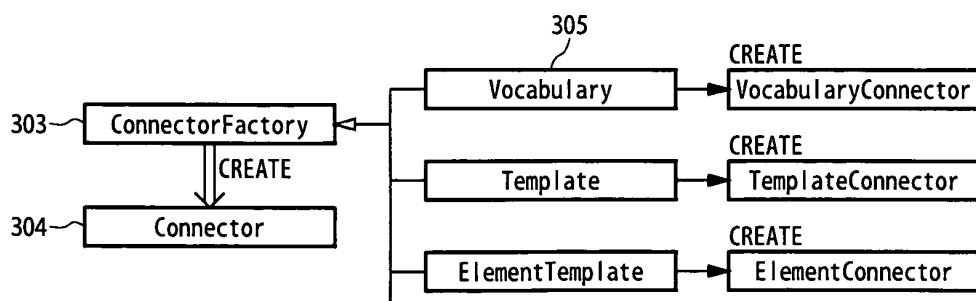 305
CREATE
Vocabulary
VocabularyConnector
303
ConnectorFactory
CREATE
CREATE
Template
TemplateConnector
304
Connector
CREATE
ElementTemplate
ElementConnector